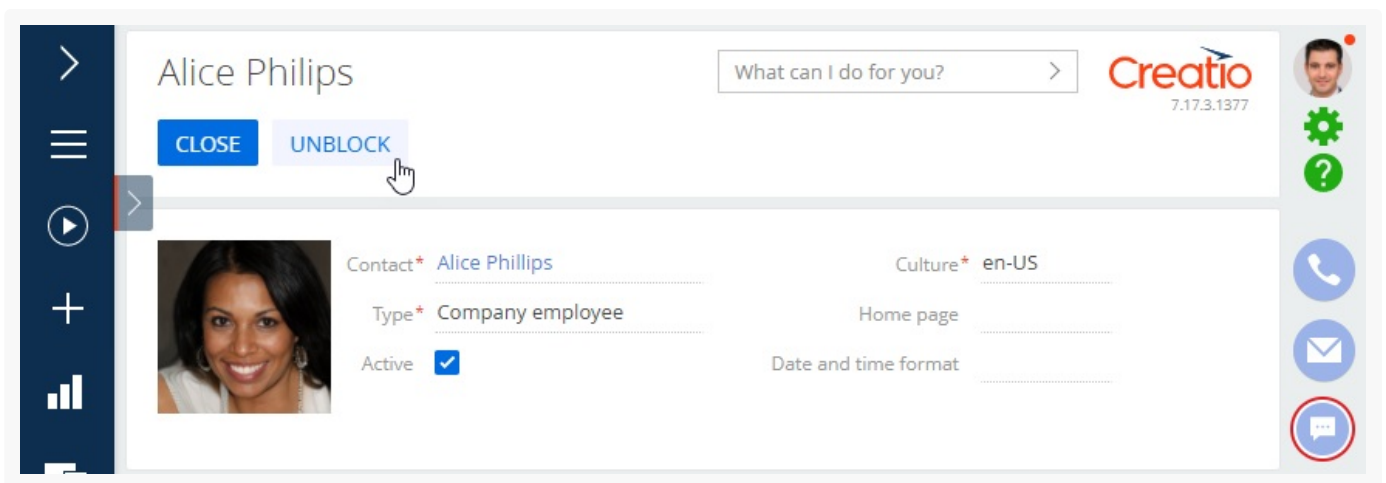 Alice Philips
What can I do for you?
Creatio
7.17.3.1377
CLOSE
UNBLOCK
Contact* Alice Phillips
Culture* en-US
Type* Company employee
Home page
Active
Date and time format